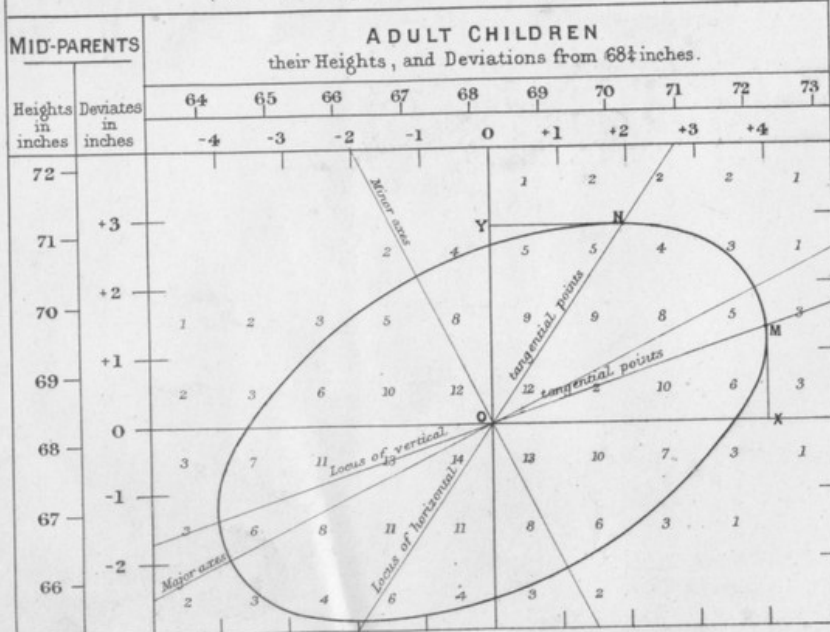 MID-PARENTS
ADULT CHILDREN
their Heights, and Deviations from 68¼ inches.
Heights in inches
Deviates in inches
64 65 66 67 68 69 70 71 72 73
-4 -3 -2 -1 0 +1 +2 +3 +4
72
1 2 2 2 1
Minor axes
+3
Y N
71
2 4 5 5 4 3 1
+2
70
1 2 3 5 8 9 9 8 5 3
tangential points
M
+1
tangential points
69
2 3 6 10 12 12 2 10 6 3
0
O X
68
Locus of vertical
3 7 11 13 14 13 10 7 3 1
-1
Locus of horizontal
67
3 6 8 11 11 8 6 3 1
-2
Major axes
66
2 3 4 6 4 3 2